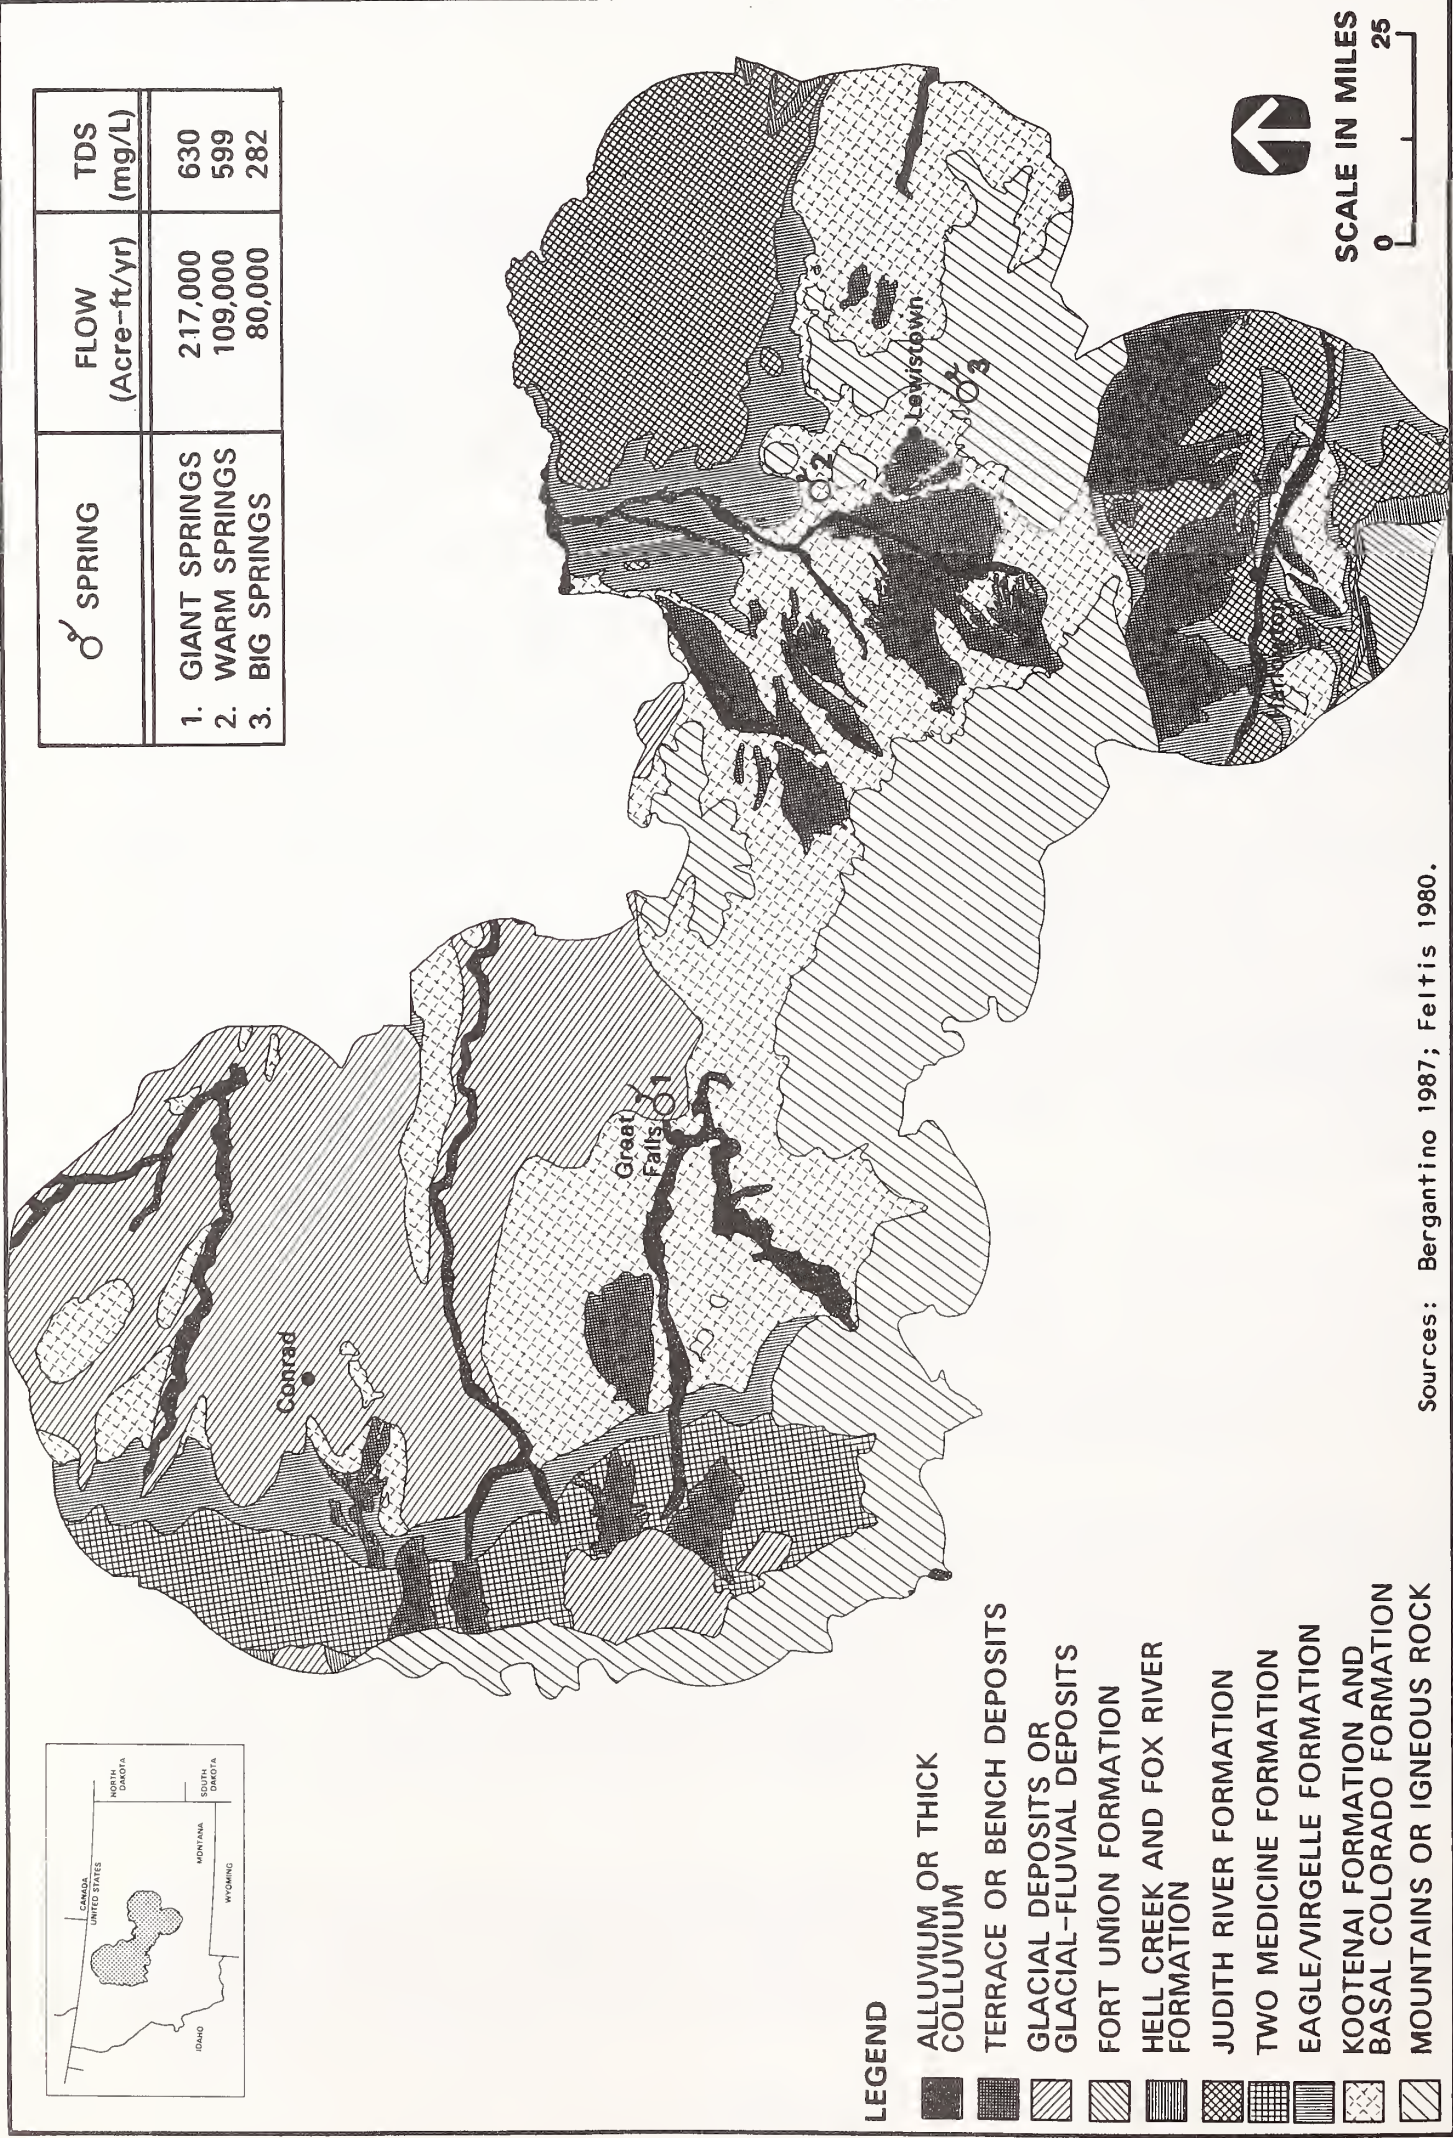 SPRING
FLOW
(Acre-ft/yr)
TDS
(mg/L)
1. GIANT SPRINGS 217,000 630
2. WARM SPRINGS 109,000 599
3. BIG SPRINGS 80,000 282
CANADA
UNITED STATES
NORTH
DAKOTA
SOUTH
DAKOTA
MONTANA
WYOMING
IDAHO
Conrad
Great
Falls
1
2
Lewistown
3
LEGEND
ALLUVIUM OR THICK
COLLUVIUM
TERRACE OR BENCH DEPOSITS
GLACIAL DEPOSITS OR
GLACIAL-FLUVIAL DEPOSITS
FORT UNION FORMATION
HELL CREEK AND FOX RIVER
FORMATION
JUDITH RIVER FORMATION
TWO MEDICINE FORMATION
EAGLE/VIRGELLE FORMATION
KOOTENAI FORMATION AND
BASAL COLORADO FORMATION
MOUNTAINS OR IGNEOUS ROCK
SCALE IN MILES
0 25
Sources: Bergantino 1987; Feltis 1980.